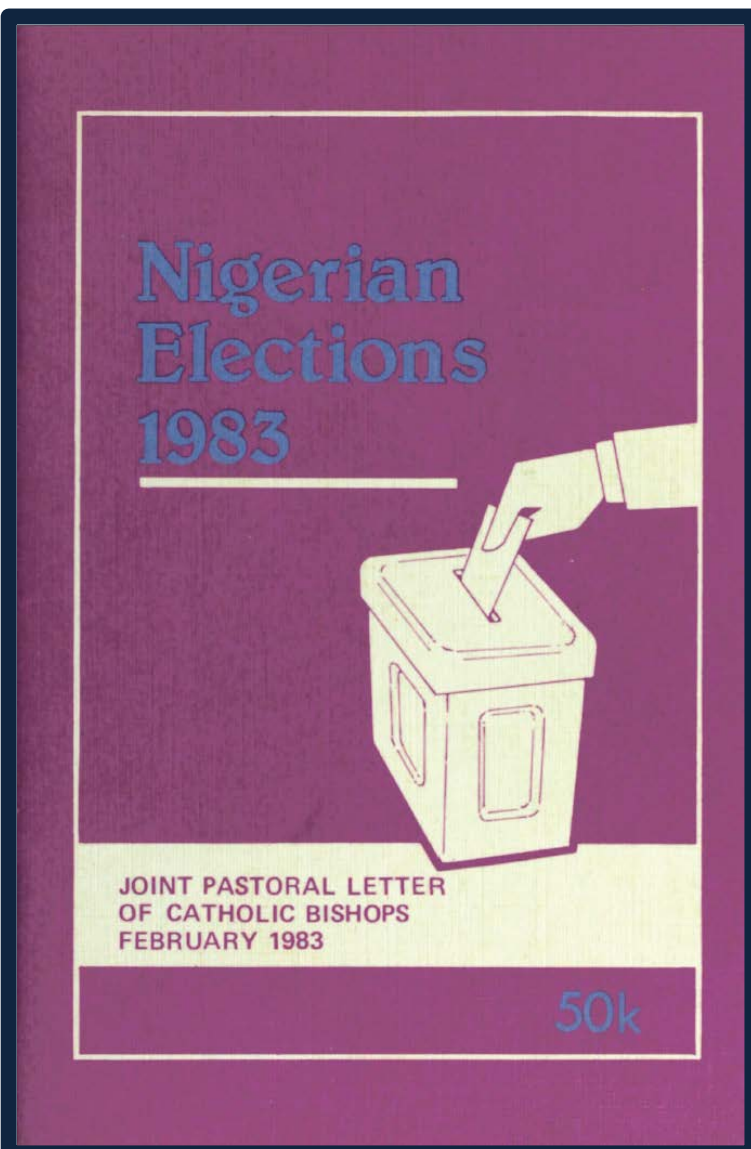 Nigerian
Elections
1983
JOINT PASTORAL LETTER
OF CATHOLIC BISHOPS
FEBRUARY 1983
50k